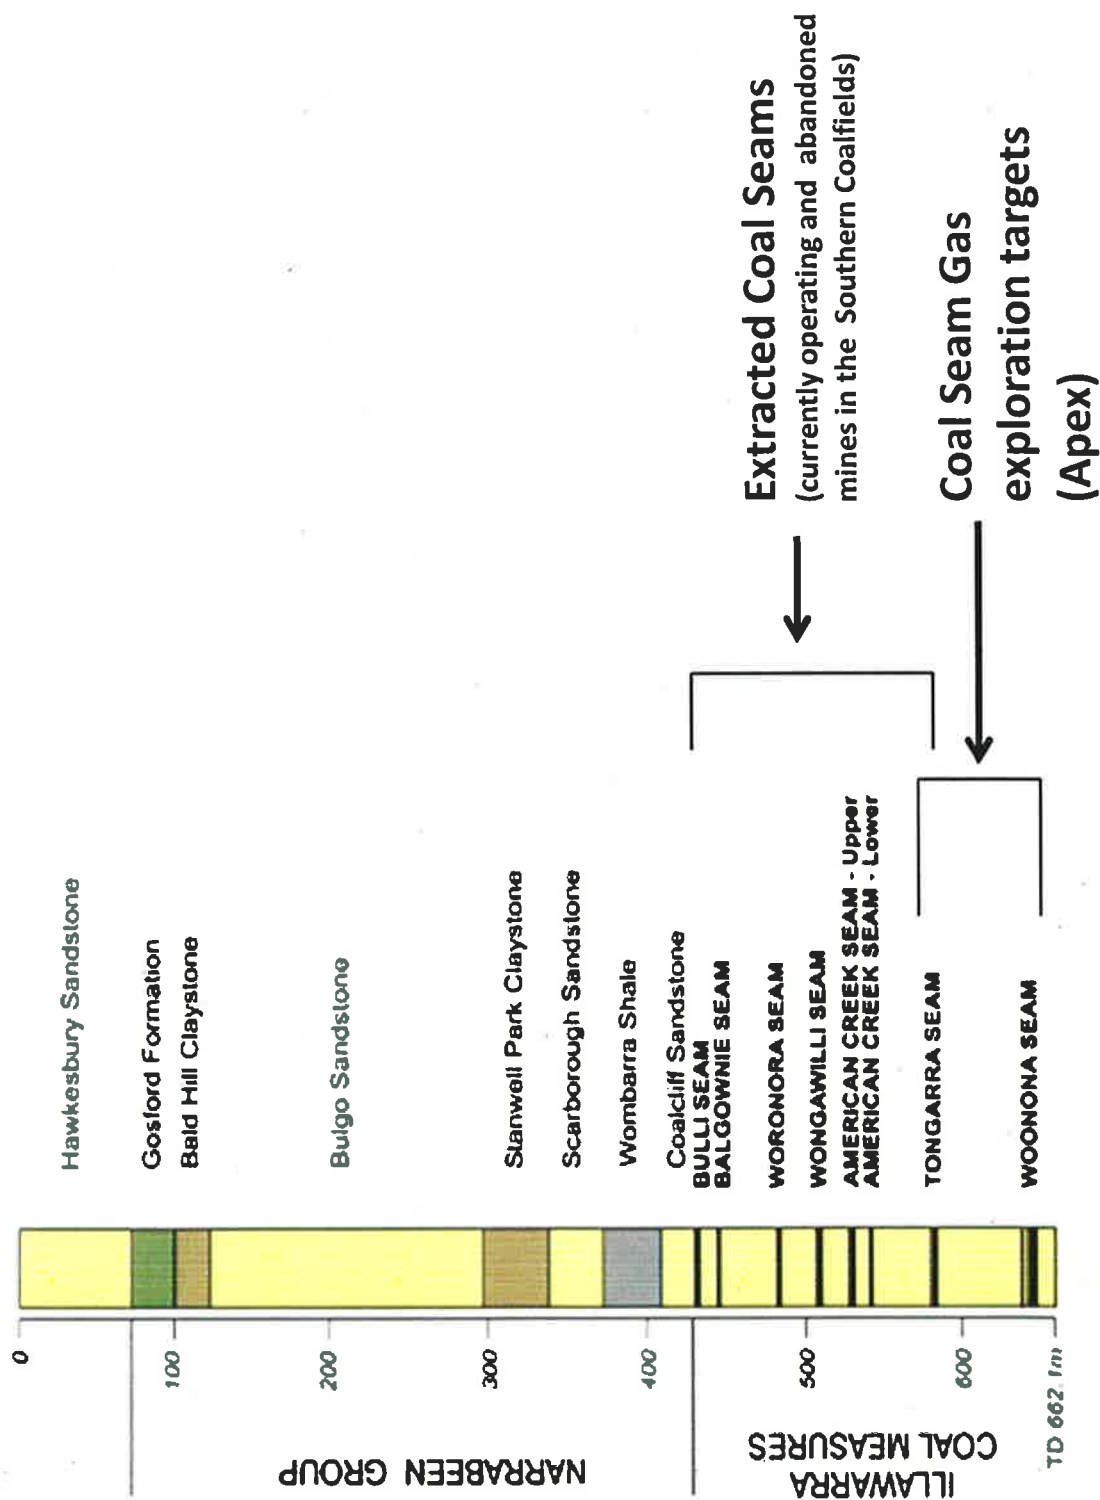 Hawkesbury Sandstone
Gosford Formation
Bald Hill Claystone
Bulgo Sandstone
Stanwell Park Claystone
Scarborough Sandstone
Wombarra Shale
Coalcliff Sandstone
BULLI SEAM
BALGOWNIE SEAM
WORONORA SEAM
WONGAWILLI SEAM
AMERICAN CREEK SEAM - Upper
AMERICAN CREEK SEAM - Lower
TONGARRA SEAM
WOONONA SEAM
0
100
200
300
400
500
600
TD 662.1m
NARRABEEN GROUP
ILLAWARRA
COAL MEASURES
Extracted Coal Seams
(currently operating and abandoned
mines in the Southern Coalfields)
Coal Seam Gas
exploration targets
(Apex)